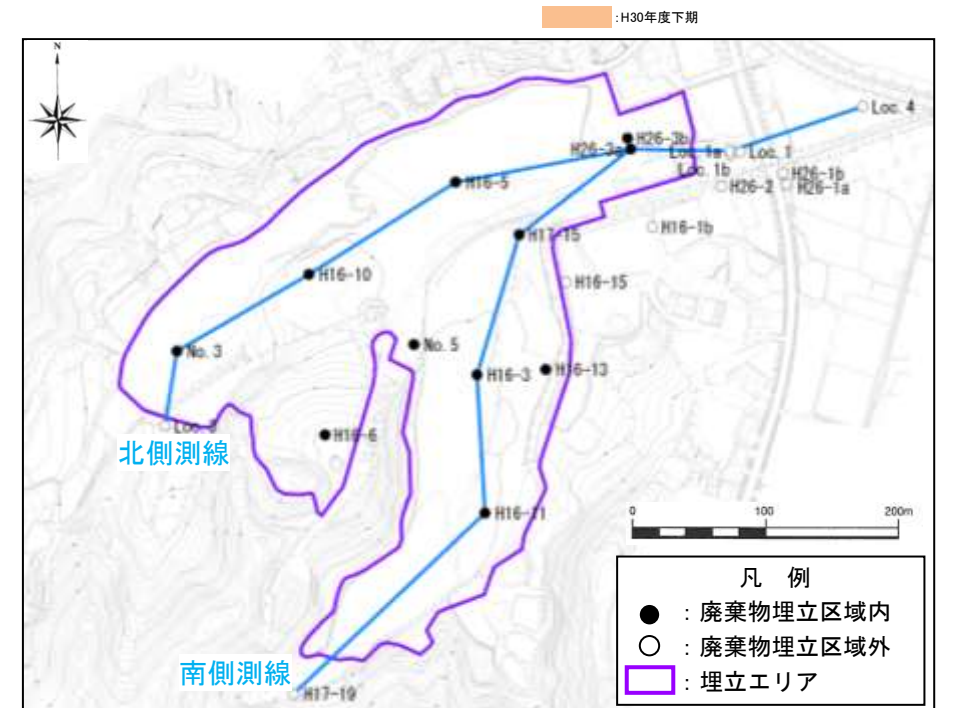 :H30年度下期
N
Loc. 4
H26-3b
H26-3a
Loc. 1a
Loc. 1
Loc. 1b
H26-1b
H26-2
H26-1a
H16-5
H16-1b
H17-15
H16-10
H16-15
No. 5
No. 3
H16-3
H16-13
H16-6
北側測線
H16-11
0 100 200m
凡 例
● : 廃棄物埋立区域内
○ : 廃棄物埋立区域外
: 埋立エリア
南側測線
H17-19